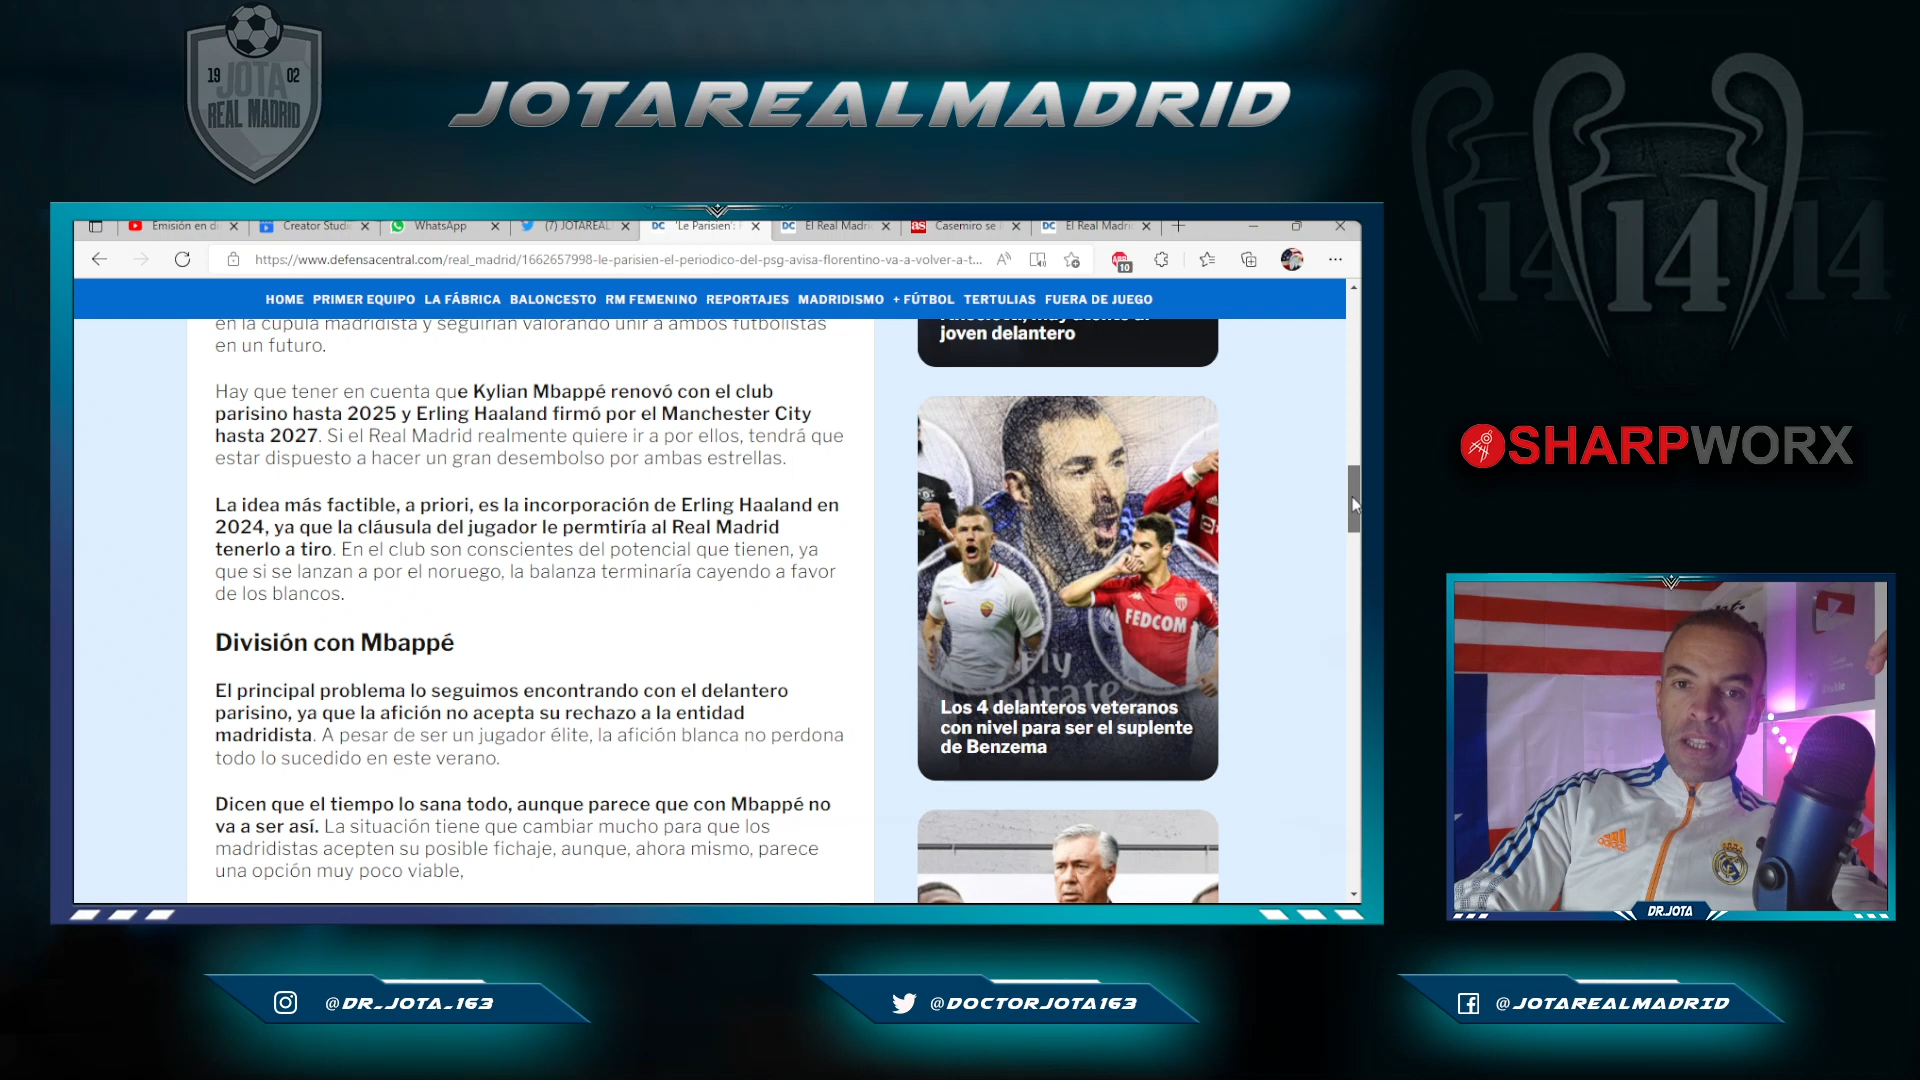 19 JOTA 02
REAL MADRID
JOTAREALMADRID
14 14 14
Emisión en di
Creator Studi
WhatsApp
(7) JOTAREAL
DC 'Le Parisien':
DC El Real Madri
as Casemiro se
DC El Real Madri
https://www.defensacentral.com/real_madrid/1662657998-le-parisien-el-periodico-del-psg-avisa-florentino-va-a-volver-a-t...
10
HOME PRIMER EQUIPO LA FÁBRICA BALONCESTO RM FEMENINO REPORTAJES MADRIDISMO + FÚTBOL TERTULIAS FUERA DE JUEGO
en la cúpula madridista y seguirían valorando unir a ambos futbolistas
en un futuro.
Hay que tener en cuenta que Kylian Mbappé renovó con el club
parisino hasta 2025 y Erling Haaland firmó por el Manchester City
hasta 2027. Si el Real Madrid realmente quiere ir a por ellos, tendrá que
estar dispuesto a hacer un gran desembolso por ambas estrellas.
La idea más factible, a priori, es la incorporación de Erling Haaland en
2024, ya que la cláusula del jugador le permtiría al Real Madrid
tenerlo a tiro. En el club son conscientes del potencial que tienen, ya
que si se lanzan a por el noruego, la balanza terminaría cayendo a favor
de los blancos.
División con Mbappé
El principal problema lo seguimos encontrando con el delantero
parisino, ya que la afición no acepta su rechazo a la entidad
madridista. A pesar de ser un jugador élite, la afición blanca no perdona
todo lo sucedido en este verano.
Dicen que el tiempo lo sana todo, aunque parece que con Mbappé no
va a ser así. La situación tiene que cambiar mucho para que los
madridistas acepten su posible fichaje, aunque, ahora mismo, parece
una opción muy poco viable,
joven delantero
FEDCOM
Fly
Emirates
Los 4 delanteros veteranos
con nivel para ser el suplente
de Benzema
SHARPWORX
DR.JOTA
@DR_JOTA_163
@DOCTORJOTA163
@JOTAREALMADRID